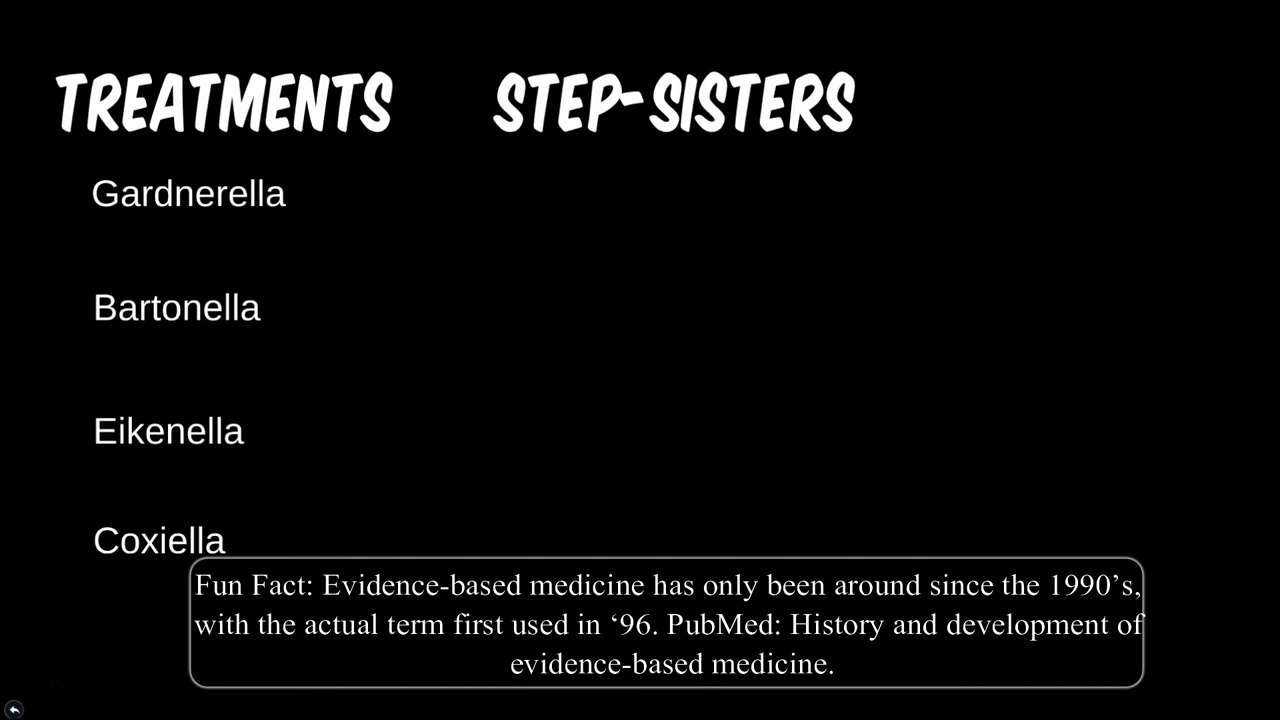 TREATMENTS STEP-SISTERS
Gardnerella
Bartonella
Eikenella
Coxiella
Fun Fact: Evidence-based medicine has only been around since the 1990’s,
with the actual term first used in ‘96. PubMed: History and development of
evidence-based medicine.